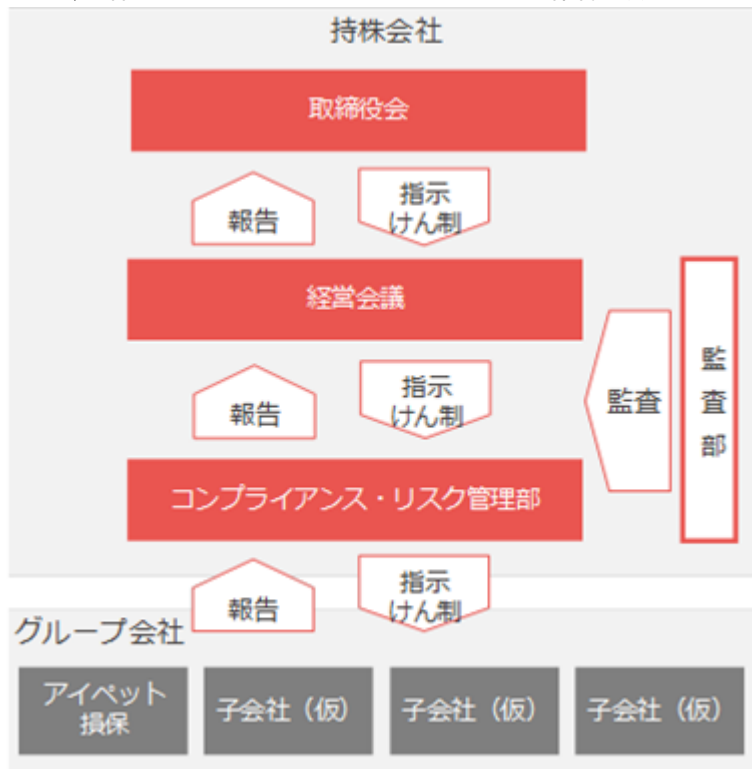 持株会社
取締役会
報告
指示
けん制
経営会議
報告
指示
けん制
監査
監査部
コンプライアンス・リスク管理部
報告
指示
けん制
グループ会社
アイペット
損保
子会社（仮）
子会社（仮）
子会社（仮）